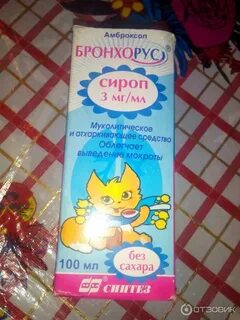 Амброксол
БРОНХОРУС®
сироп
3 мг/мл
Муколитическое
и отхаркивающее средство
Облегчает
выведение мокроты
без
сахара
100 мл
СИНТЕЗ
ОТЗОВИК